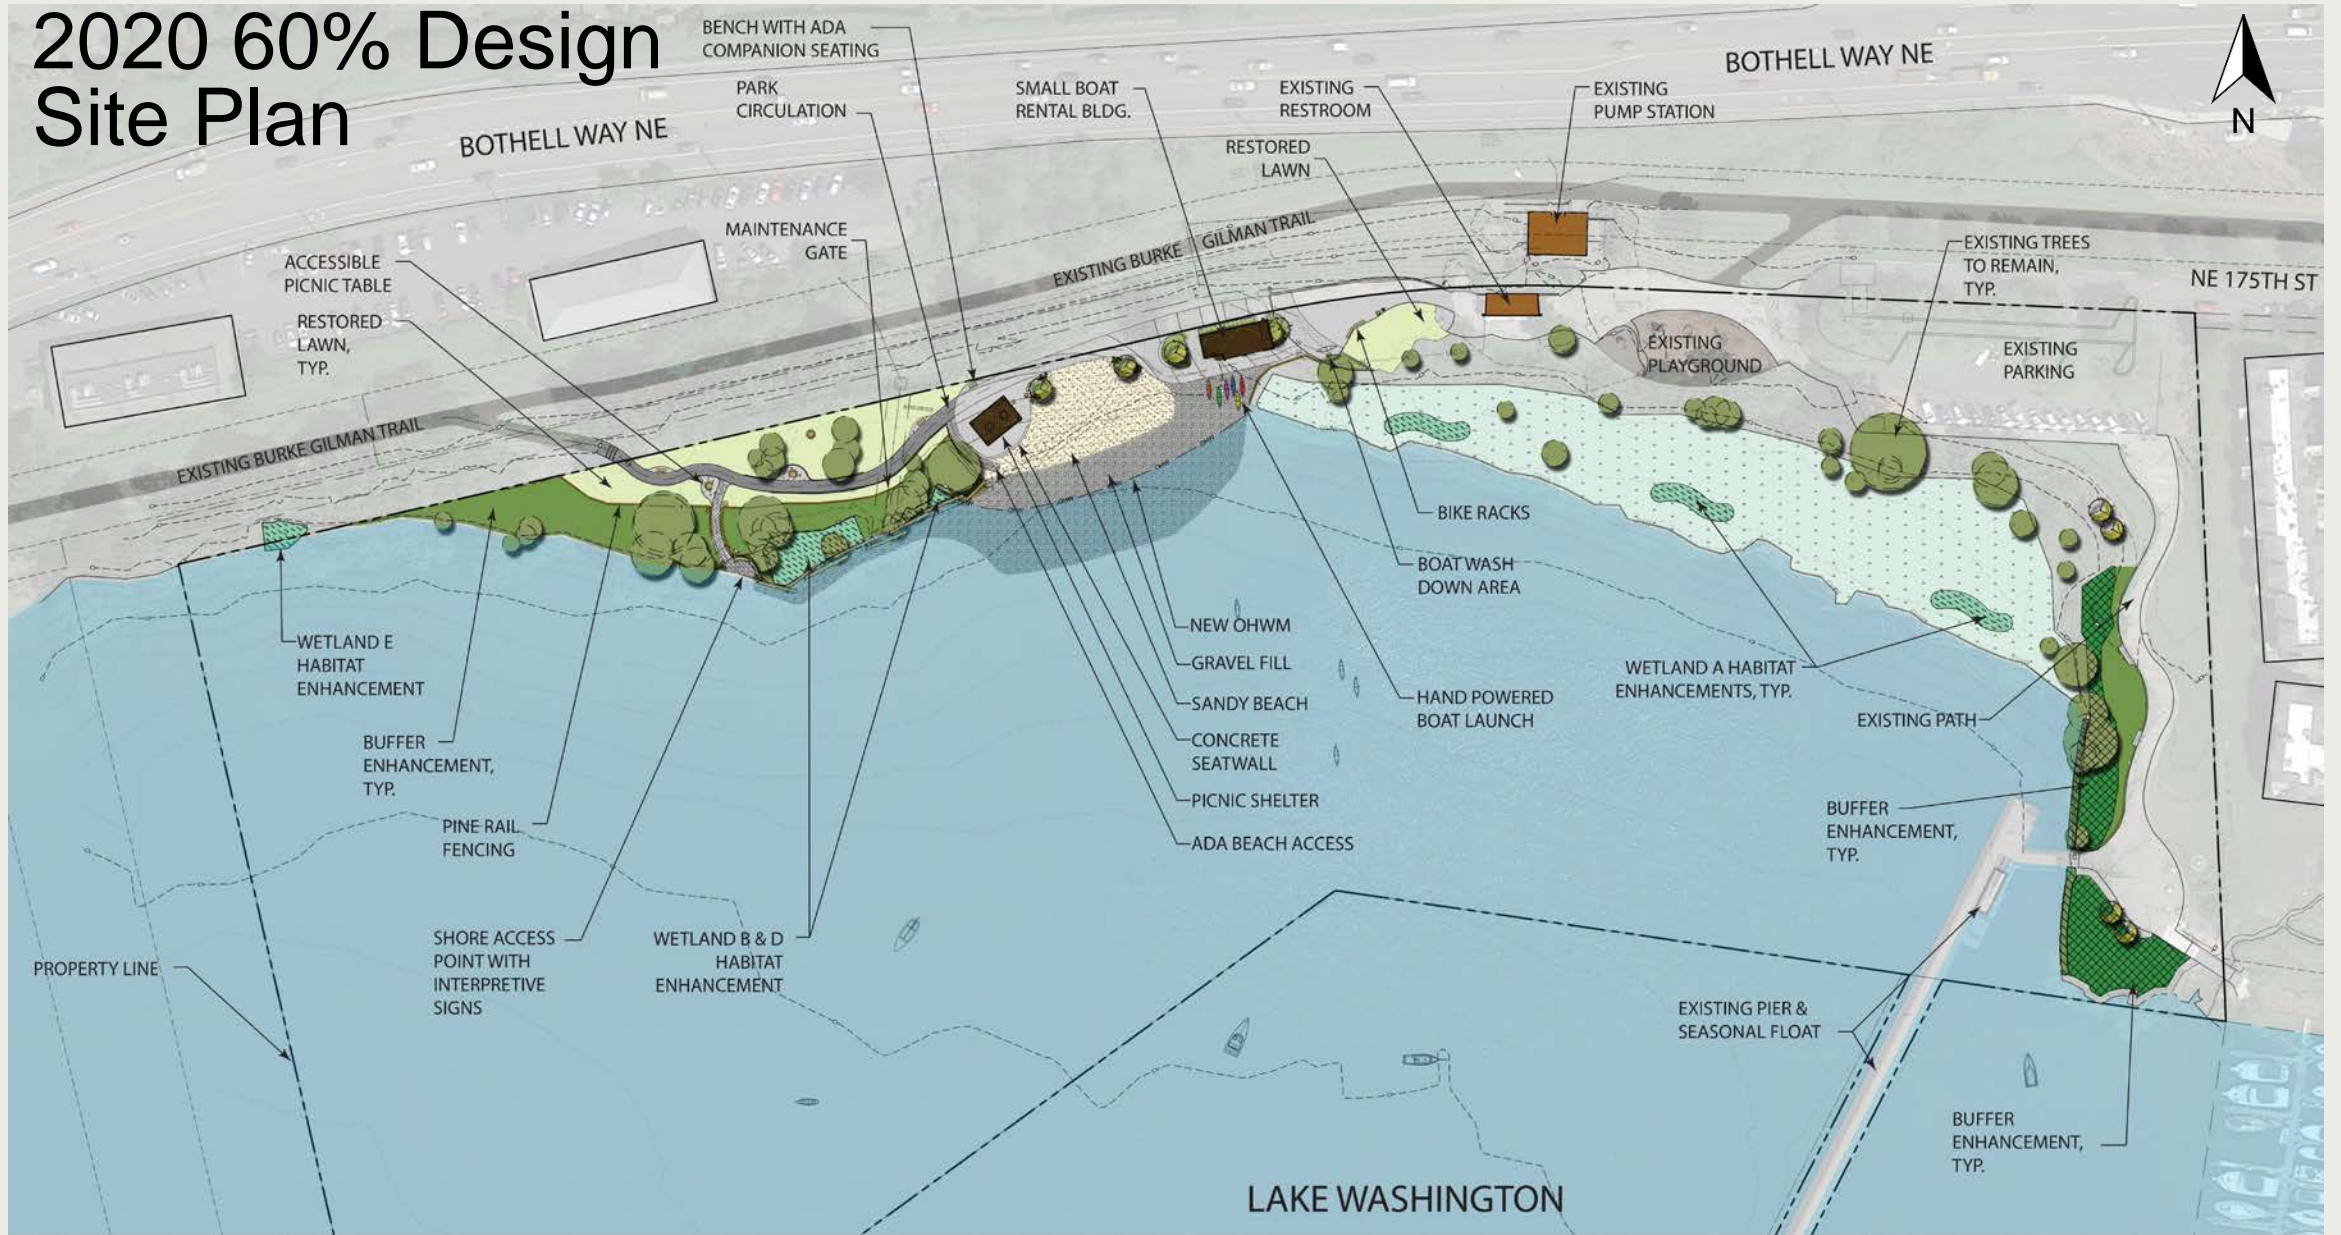 2020 60% Design
Site Plan
BENCH WITH ADA
COMPANION SEATING
PARK
CIRCULATION
SMALL BOAT
RENTAL BLDG.
EXISTING
RESTROOM
EXISTING
PUMP STATION
BOTHELL WAY NE
N
BOTHELL WAY NE
RESTORED
LAWN
MAINTENANCE
GATE
EXISTING BURKE GILMAN TRAIL
EXISTING TREES
TO REMAIN,
TYP.
NE 175TH ST
ACCESSIBLE
PICNIC TABLE
RESTORED
LAWN,
TYP.
EXISTING
PLAYGROUND
EXISTING
PARKING
EXISTING BURKE GILMAN TRAIL
BIKE RACKS
BOAT WASH
DOWN AREA
NEW OHWM
GRAVEL FILL
SANDY BEACH
CONCRETE
SEATWALL
PICNIC SHELTER
ADA BEACH ACCESS
HAND POWERED
BOAT LAUNCH
WETLAND A HABITAT
ENHANCEMENTS, TYP.
EXISTING PATH
WETLAND E
HABITAT
ENHANCEMENT
BUFFER
ENHANCEMENT,
TYP.
PINE RAIL
FENCING
BUFFER
ENHANCEMENT,
TYP.
SHORE ACCESS
POINT WITH
INTERPRETIVE
SIGNS
WETLAND B & D
HABITAT
ENHANCEMENT
PROPERTY LINE
EXISTING PIER &
SEASONAL FLOAT
BUFFER
ENHANCEMENT,
TYP.
LAKE WASHINGTON